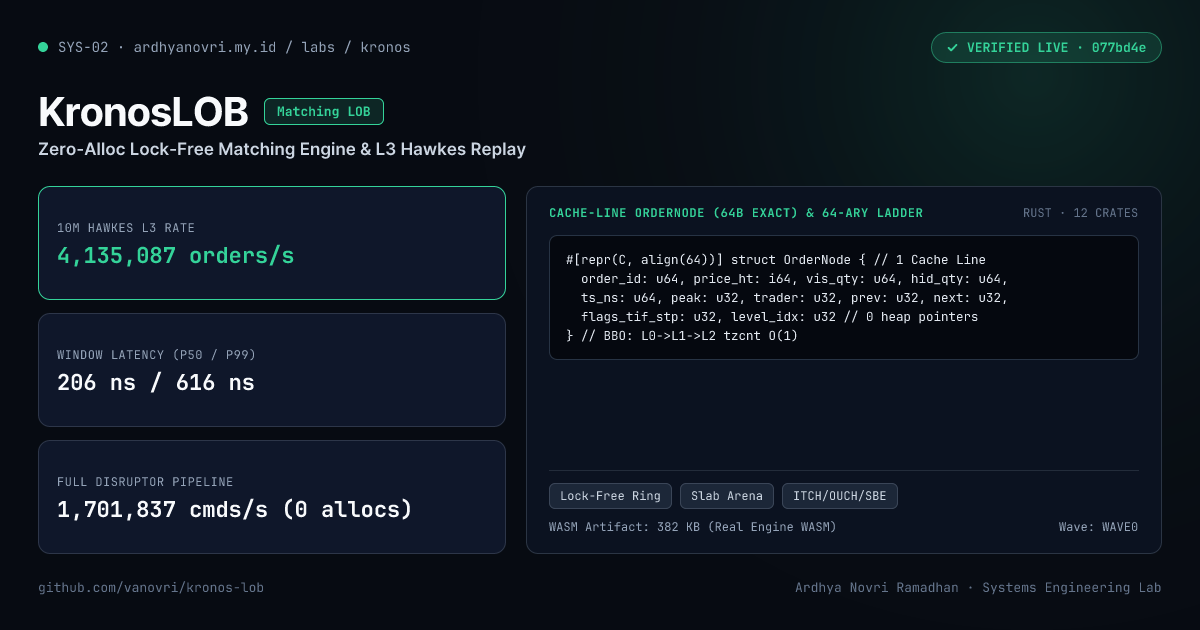 SYS-02 · ardhyanovri.my.id / labs / kronos
✓ VERIFIED LIVE · 077bd4e
KronosLOB
Matching LOB
Zero-Alloc Lock-Free Matching Engine & L3 Hawkes Replay
10M HAWKES L3 RATE
4,135,087 orders/s
WINDOW LATENCY (P50 / P99)
206 ns / 616 ns
FULL DISRUPTOR PIPELINE
1,701,837 cmds/s (0 allocs)
CACHE-LINE ORDERNODE (64B EXACT) & 64-ARY LADDER
RUST · 12 CRATES
#[repr(C, align(64))] struct OrderNode { // 1 Cache Line
  order_id: u64, price_ht: i64, vis_qty: u64, hid_qty: u64,
  ts_ns: u64, peak: u32, trader: u32, prev: u32, next: u32,
  flags_tif_stp: u32, level_idx: u32 // 0 heap pointers
} // BBO: L0->L1->L2 tzcnt O(1)
Lock-Free Ring
Slab Arena
ITCH/OUCH/SBE
WASM Artifact: 382 KB (Real Engine WASM)
Wave: WAVE0
github.com/vanovri/kronos-lob
Ardhya Novri Ramadhan · Systems Engineering Lab